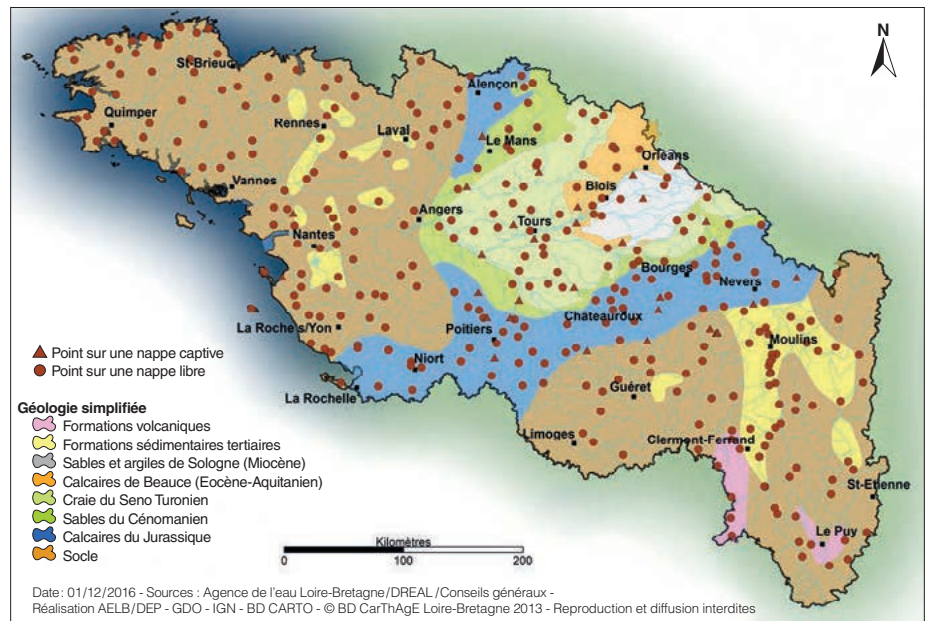 N
St-Brieuc
Alençon
Quimper
Rennes
Laval
Le Mans
Orléans
Vannes
Blois
Angers
Tours
Nantes
Bourges
Nevers
La Roche s/Yon
Poitiers
Chateauroux
Moulins
Niort
La Rochelle
Guéret
Limoges
Clermont-Ferrand
St-Etienne
Le Puy
Point sur une nappe captive
Point sur une nappe libre
Géologie simplifiée
Formations volcaniques
Formations sédimentaires tertiaires
Sables et argiles de Sologne (Miocène)
Calcaires de Beauce (Eocène-Aquitanien)
Craie du Seno Turonien
Sables du Cénomanien
Calcaires du Jurassique
Socle
Kilomètres
0 100 200
Date: 01/12/2016 - Sources : Agence de l'eau Loire-Bretagne/DREAL/Conseils généraux -
Réalisation AELB/DEP - GDO - IGN - BD CARTO - © BD CarThAgE Loire-Bretagne 2013 - Reproduction et diffusion interdites